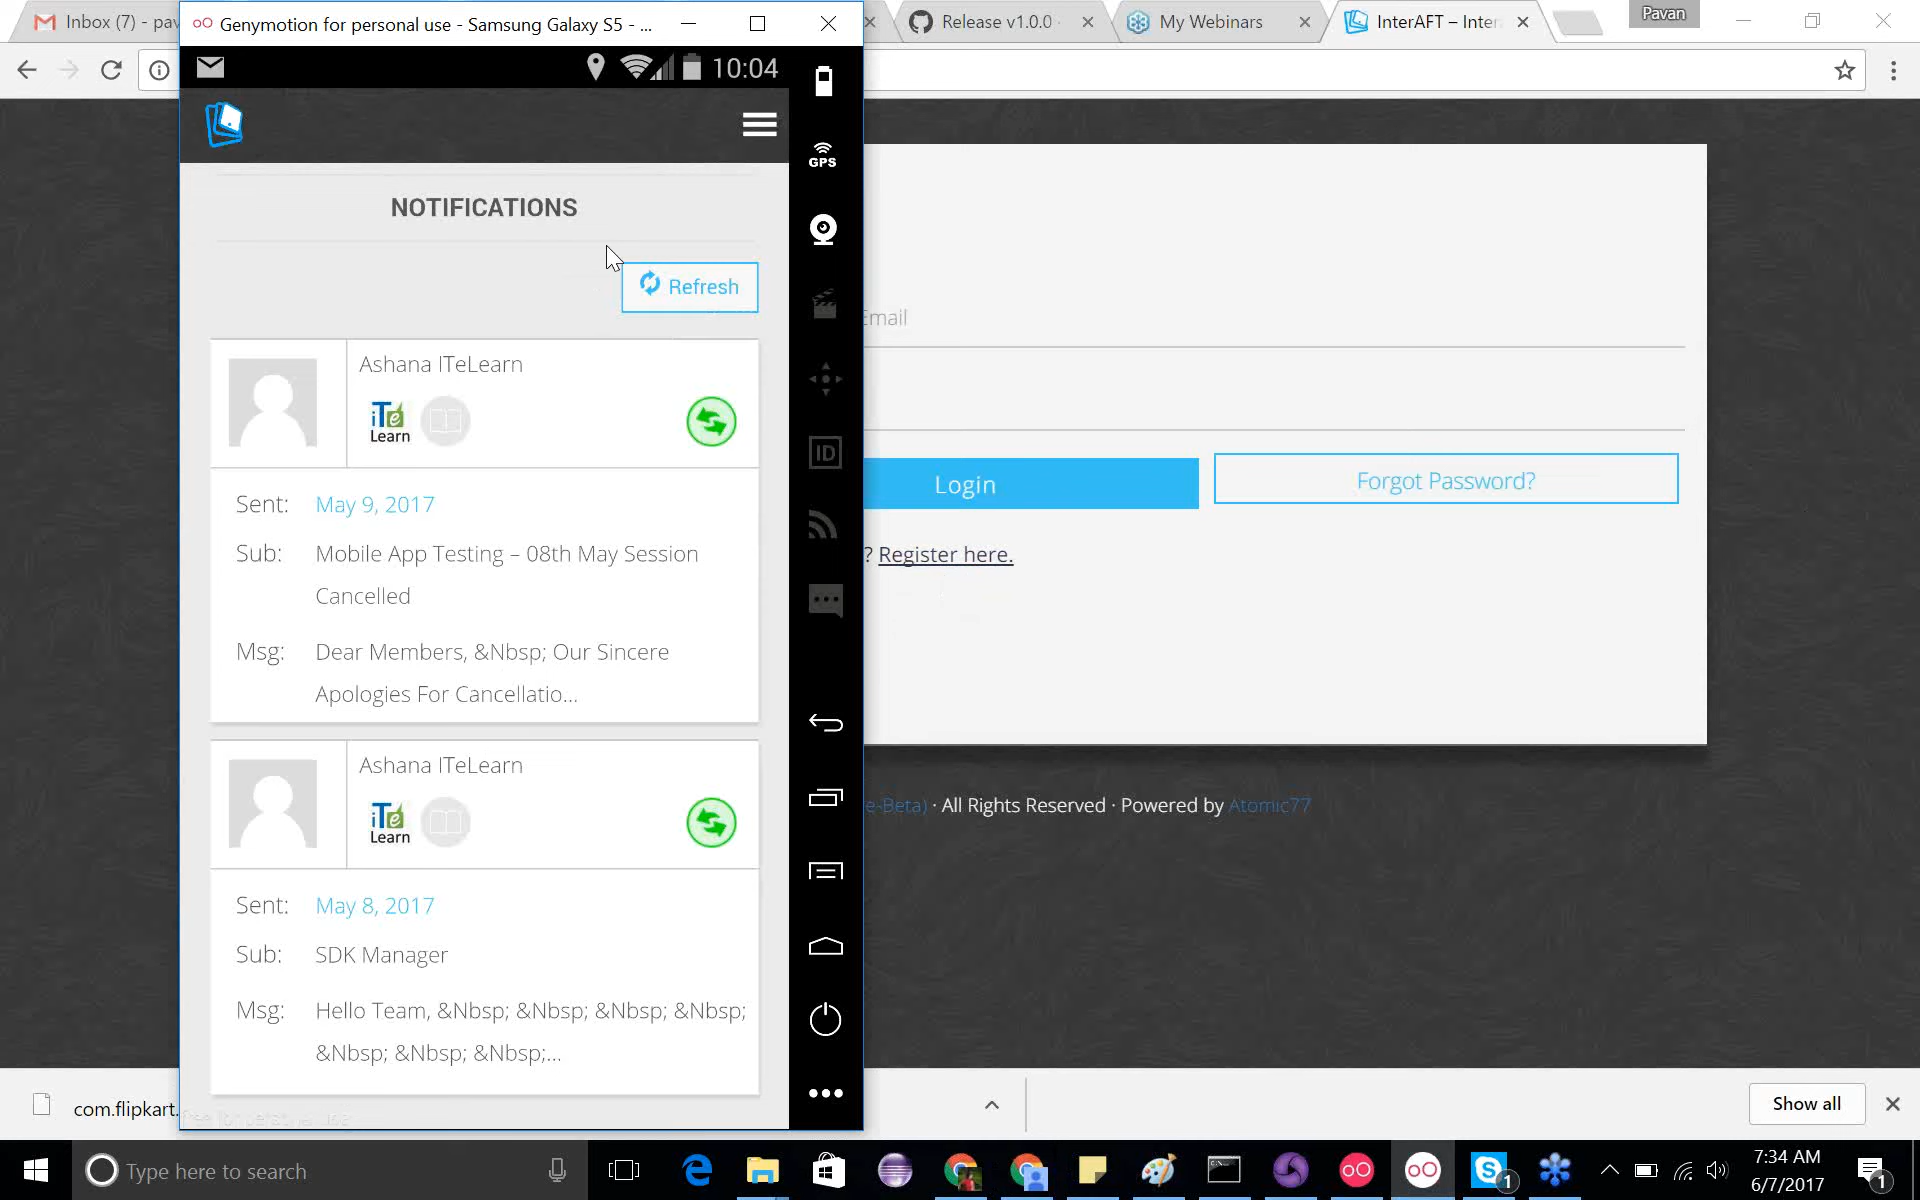 Inbox (7) - pav
Genymotion for personal use - Samsung Galaxy S5 - ...
Release v1.0.0
My Webinars
InterAFT – Inter
Pavan
10:04
NOTIFICATIONS
Refresh
Ashana ITeLearn
iTe
Learn
Sent: May 9, 2017
Sub: Mobile App Testing – 08th May Session
Cancelled
Msg: Dear Members, &Nbsp; Our Sincere
Apologies For Cancellatio...
Ashana ITeLearn
iTe
Learn
Sent: May 8, 2017
Sub: SDK Manager
Msg: Hello Team, &Nbsp; &Nbsp; &Nbsp; &Nbsp;
&Nbsp; &Nbsp; &Nbsp;...
GPS
ID
Email
Login
Forgot Password?
? Register here.
e-Beta) · All Rights Reserved · Powered by Atomic77
com.flipkart.
Show all
Type here to search
1
7:34 AM
6/7/2017
1